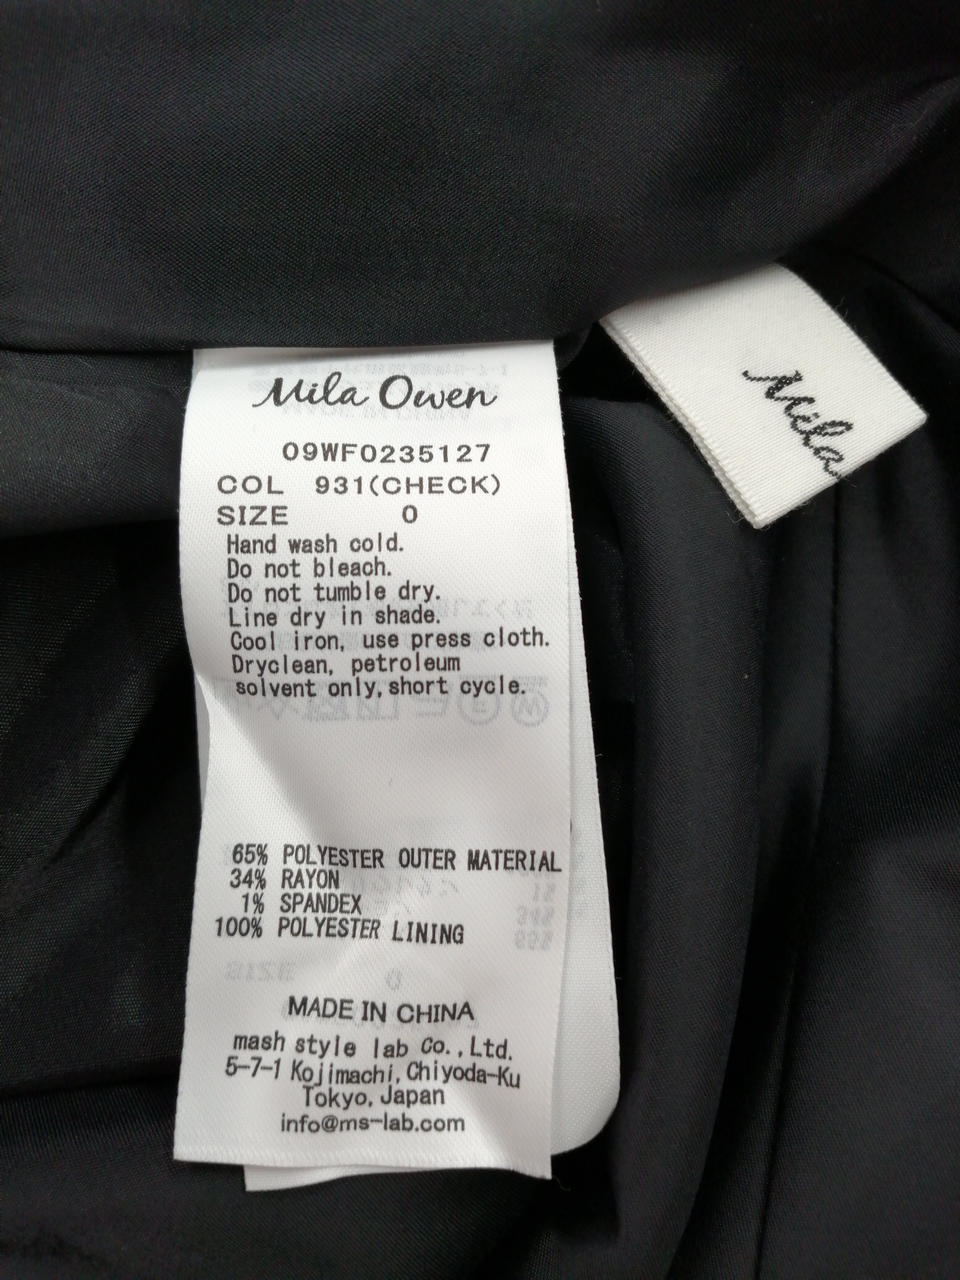 Mila Owen
09WF0235127
COL 931(CHECK)
SIZE 0
Hand wash cold.
Do not bleach.
Do not tumble dry.
Line dry in shade.
Cool iron, use press cloth.
Dryclean, petroleum
solvent only,short cycle.
65% POLYESTER OUTER MATERIAL
34% RAYON
1% SPANDEX
100% POLYESTER LINING
MADE IN CHINA
mash style lab Co.,Ltd.
5-7-1 Kojimachi, Chiyoda-Ku
Tokyo, Japan
info@ms-lab.com
Mila